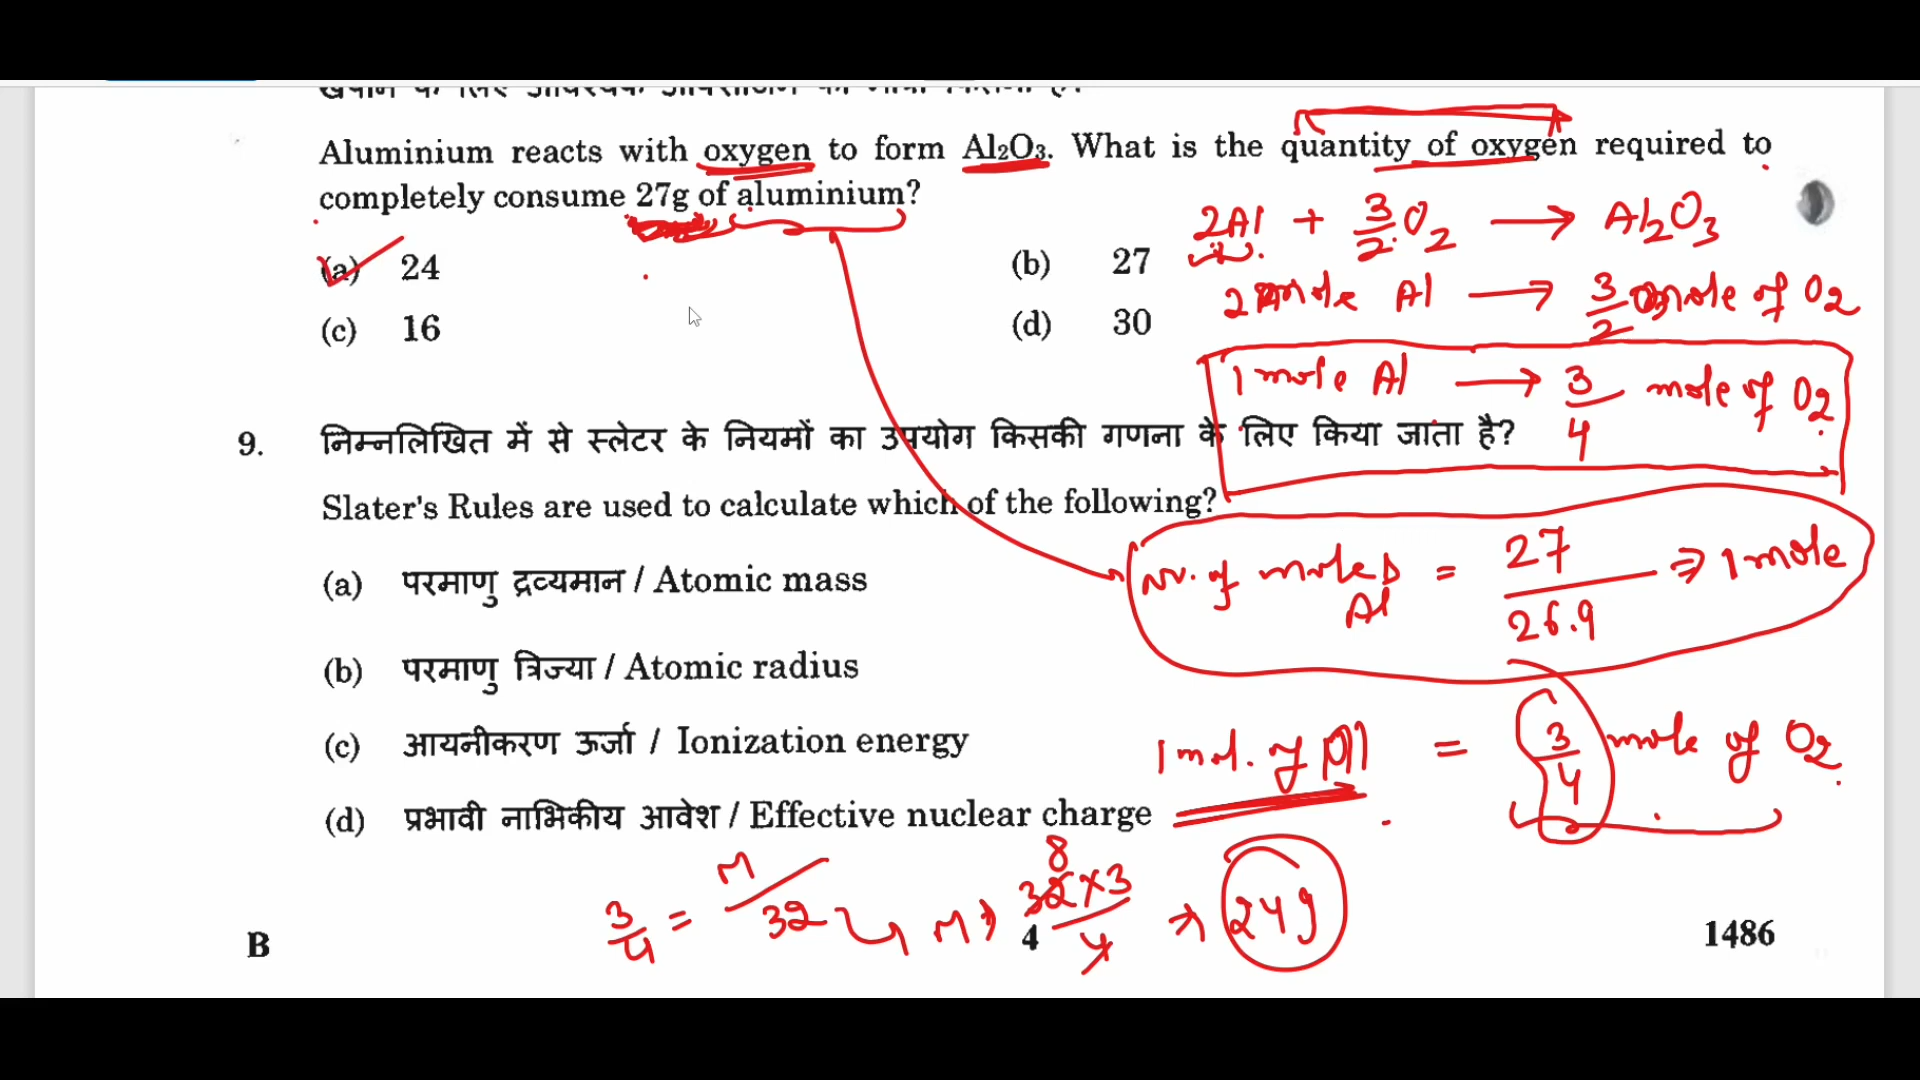 Aluminium reacts with oxygen to form Al₂O₃. What is the quantity of oxygen required to
completely consume 27g of aluminium?
(a) 24
(b) 27
(c) 16
(d) 30
2Al + 3/2 O₂ → Al₂O₃
2 mole Al → 3/2 mole of O₂
1 mole Al → 3/4 mole of O₂
9. निम्नलिखित में से स्लेटर के नियमों का उपयोग किसकी गणना के लिए किया जाता है?
Slater's Rules are used to calculate which of the following?
(a) परमाणु द्रव्यमान / Atomic mass
(b) परमाणु त्रिज्या / Atomic radius
(c) आयनीकरण ऊर्जा / Ionization energy
(d) प्रभावी नाभिकीय आवेश / Effective nuclear charge
No. of moles Al = 27/26.9 ⇒ 1 mole
1 mol. of Al = 3/4 mole of O₂
3/4 = M/32
M ⇒ 32×3/4 ⇒ 24g
8
B
4
1486